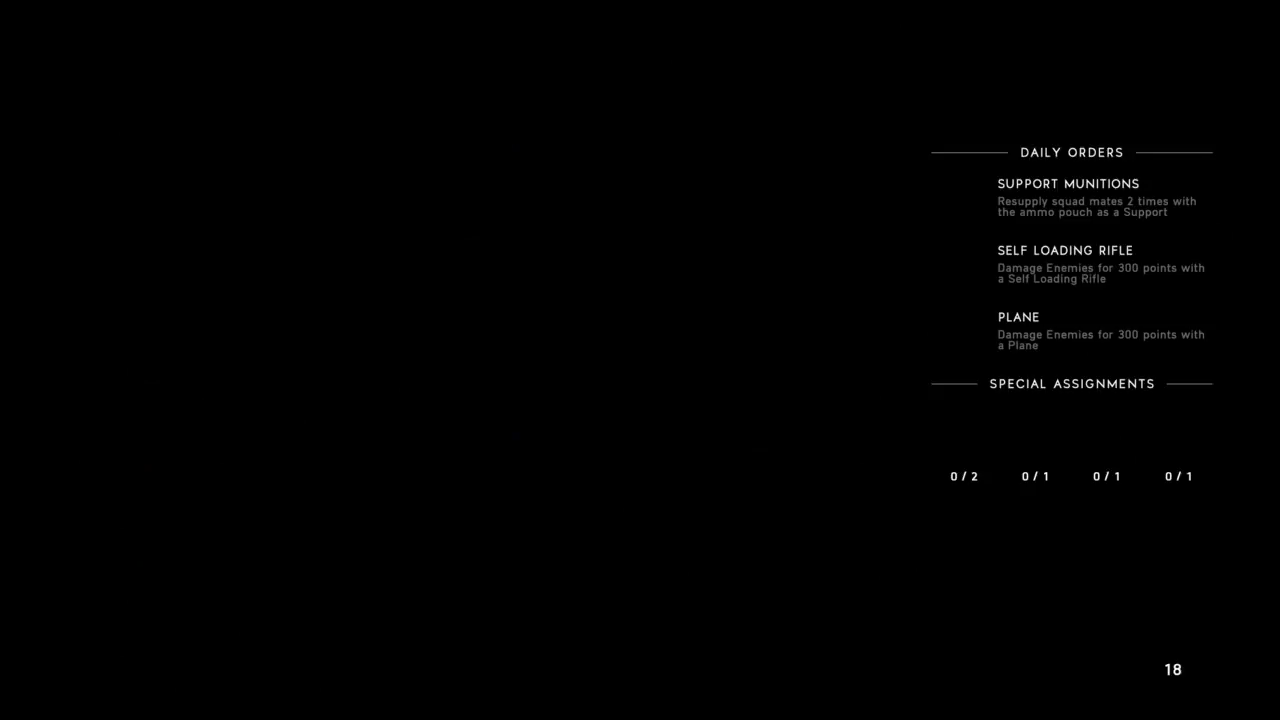 DAILY ORDERS
SUPPORT MUNITIONS
Resupply squad mates 2 times with
the ammo pouch as a Support
SELF LOADING RIFLE
Damage Enemies for 300 points with
a Self Loading Rifle
PLANE
Damage Enemies for 300 points with
a Plane
SPECIAL ASSIGNMENTS
0 / 2 0 / 1 0 / 1 0 / 1
18